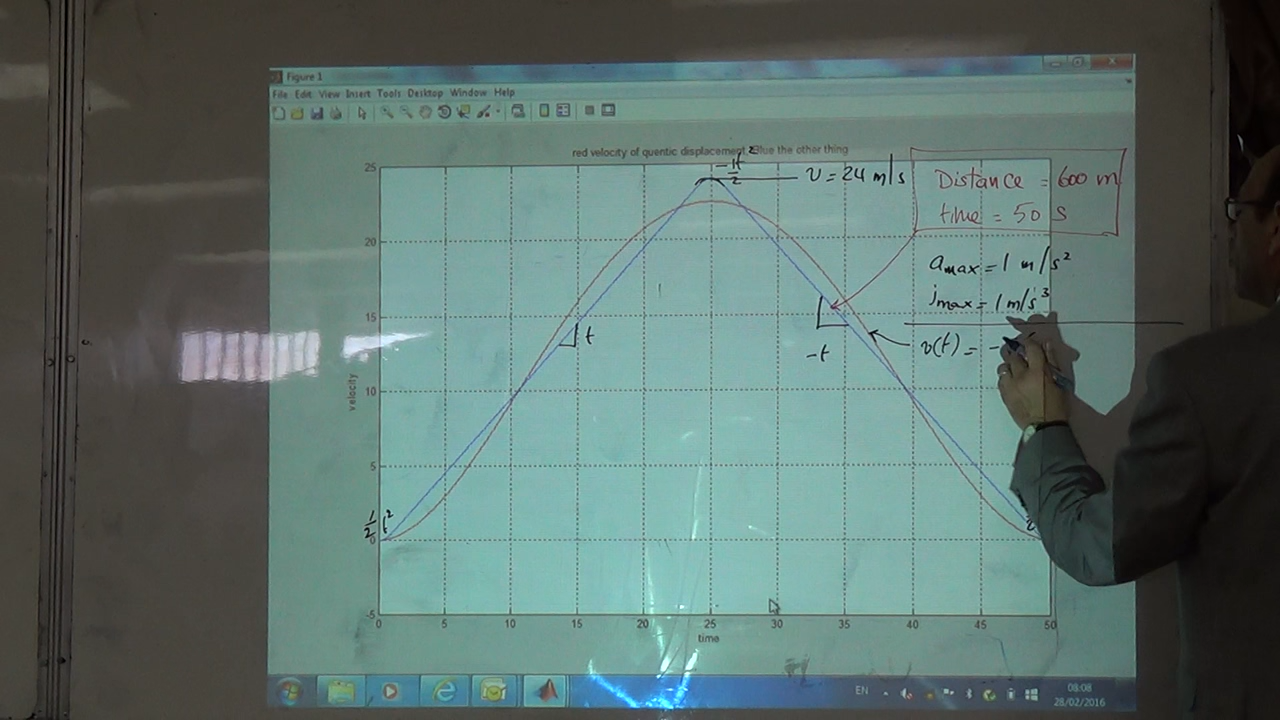 Figure 1
File Edit View Insert Tools Desktop Window Help
red velocity of quentic displacement, Blue the other thing
velocity
25
20
15
10
5
0
-5
0 5 10 15 20 25 30 35 40 45 50
time
v = 24 m/s
Distance = 600 m
time = 50 s
amax = 1 m/s²
jmax = 1 m/s³
v(t) = -
t
-t
½ t²
EN
08:08
28/02/2016